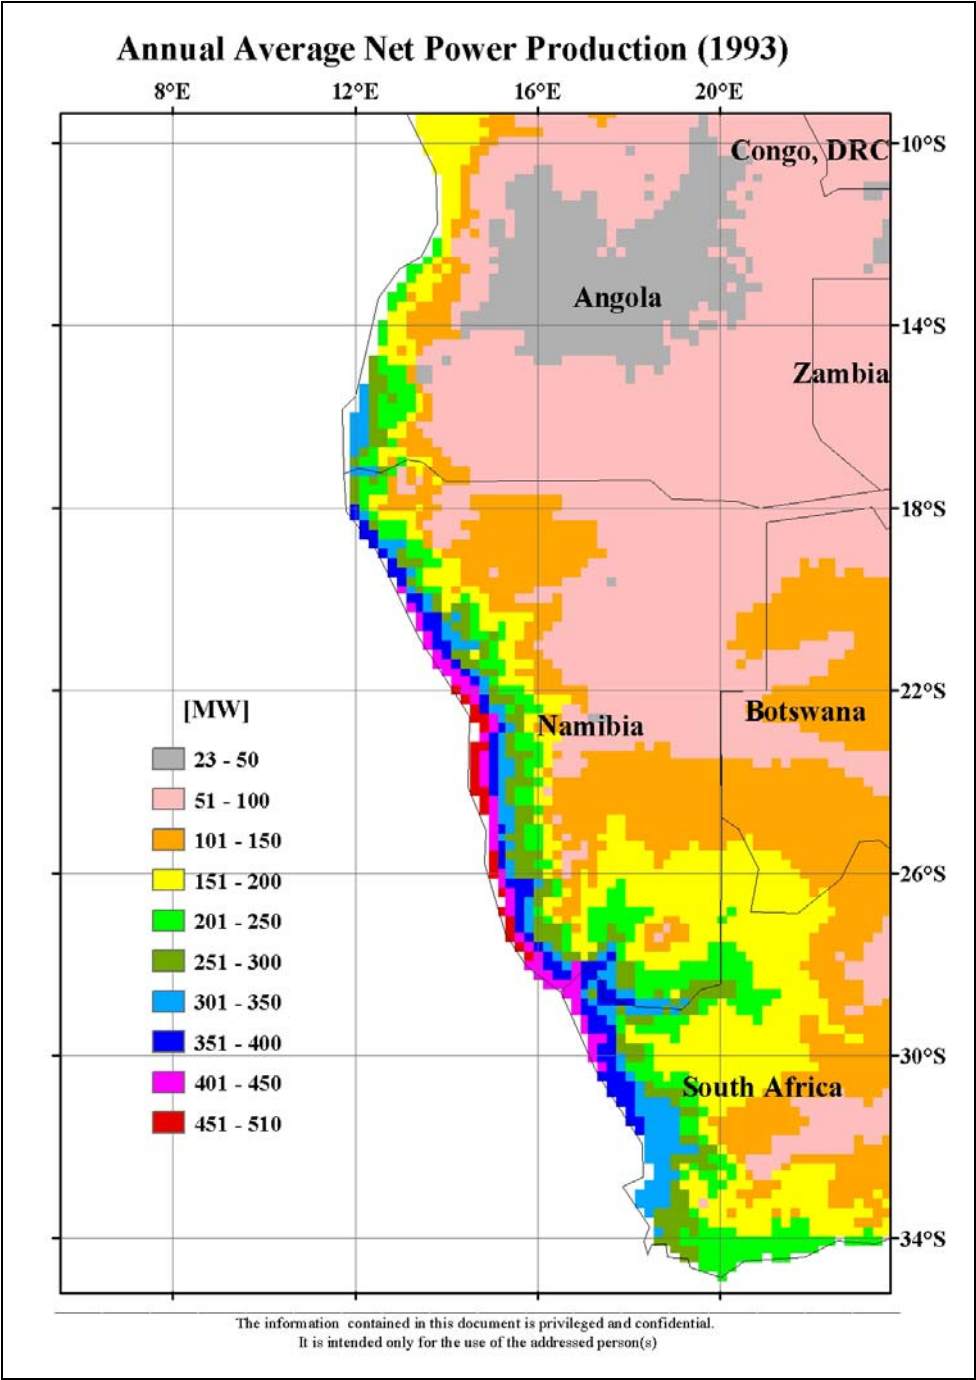 Annual Average Net Power Production (1993)
8°E 12°E 16°E 20°E
Congo, DRC 10°S
Angola
14°S
Zambia
18°S
22°S
[MW] Namibia Botswana
23 - 50
51 - 100
101 - 150
151 - 200
26°S
201 - 250
251 - 300
301 - 350
351 - 400
30°S
401 - 450
South Africa
451 - 510
34°S
The information contained in this document is privileged and confidential.
It is intended only for the use of the addressed person(s)